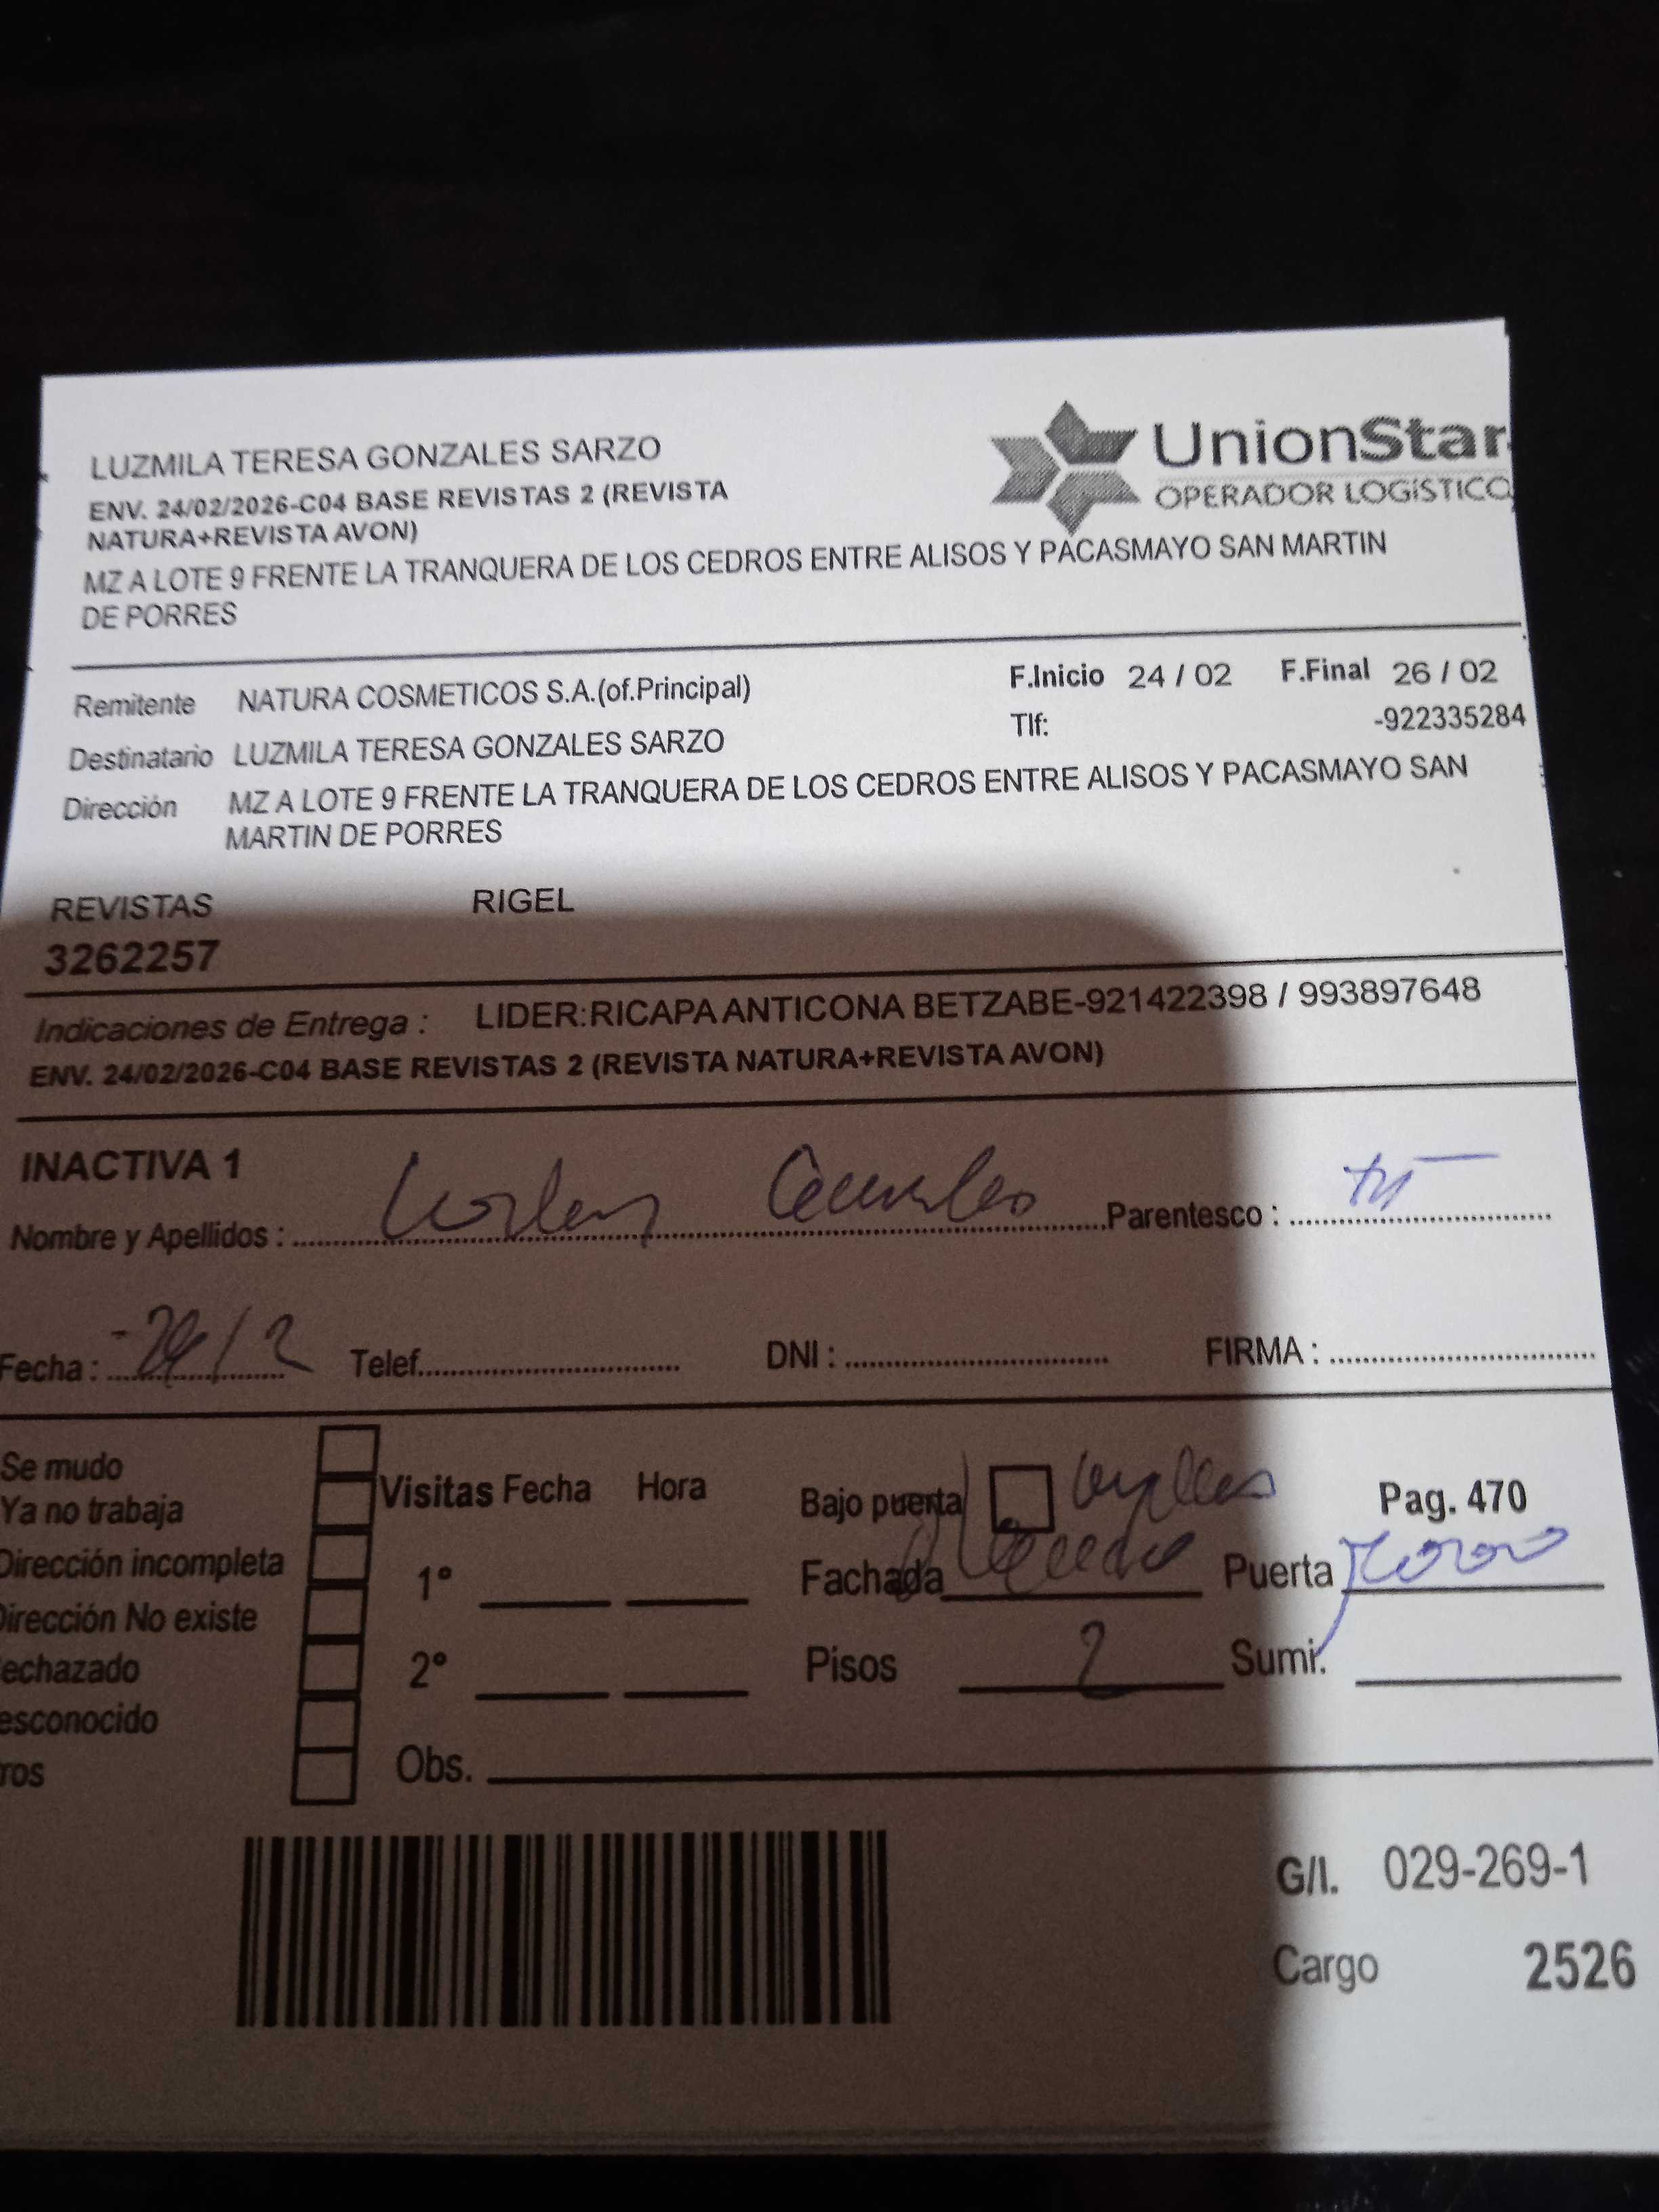 LUZMILA TERESA GONZALES SARZO
UnionStar
OPERADOR LOGÍSTICO
ENV. 24/02/2026-C04 BASE REVISTAS 2 (REVISTA
NATURA+REVISTA AVON)
MZ A LOTE 9 FRENTE LA TRANQUERA DE LOS CEDROS ENTRE ALISOS Y PACASMAYO SAN MARTIN
DE PORRES
Remitente NATURA COSMETICOS S.A.(of.Principal) F.Inicio 24 / 02 F.Final 26 / 02
Tlf: -922335284
Destinatario LUZMILA TERESA GONZALES SARZO
Dirección MZ A LOTE 9 FRENTE LA TRANQUERA DE LOS CEDROS ENTRE ALISOS Y PACASMAYO SAN
MARTIN DE PORRES
REVISTAS RIGEL
3262257
Indicaciones de Entrega : LIDER:RICAPA ANTICONA BETZABE-921422398 / 993897648
ENV. 24/02/2026-C04 BASE REVISTAS 2 (REVISTA NATURA+REVISTA AVON)
INACTIVA 1
Nombre y Apellidos : Parentesco :
Fecha : Telef. DNI : FIRMA :
Se mudo
Ya no trabaja
Dirección incompleta
Dirección No existe
echazado
esconocido
ros
Visitas Fecha Hora
1°
2°
Obs.
Bajo puerta Pag. 470
Fachada Puerta
Pisos 2 Sumi.
G/I. 029-269-1
Cargo 2526